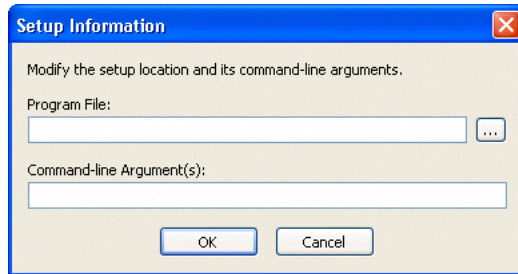 Setup Information
Modify the setup location and its command-line arguments.
Program File:
...
Command-line Argument(s):
OK Cancel